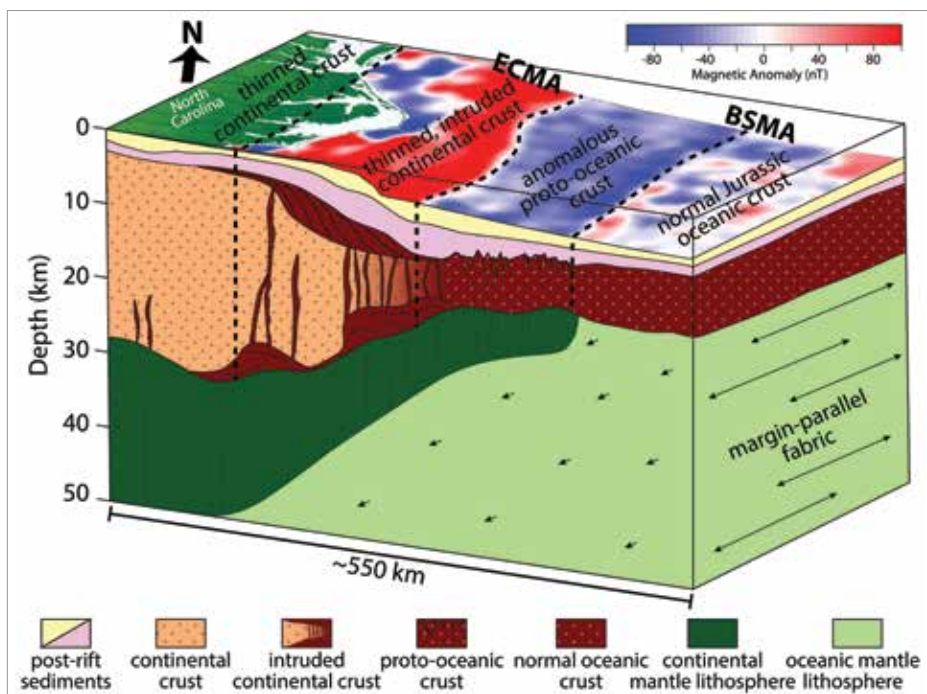 N
-80 -40 0 40 80
Magnetic Anomaly (nT)
North
Carolina
thinned
continental crust
ECMA
thinned, intruded
continental crust
BSMA
anomalous
proto-oceanic
crust
normal Jurassic
oceanic crust
0
10
20
30
40
50
Depth (km)
margin-parallel
fabric
~550 km
post-rift
sediments
continental
crust
intruded
continental crust
proto-oceanic
crust
normal oceanic
crust
continental
mantle lithosphere
oceanic mantle
lithosphere